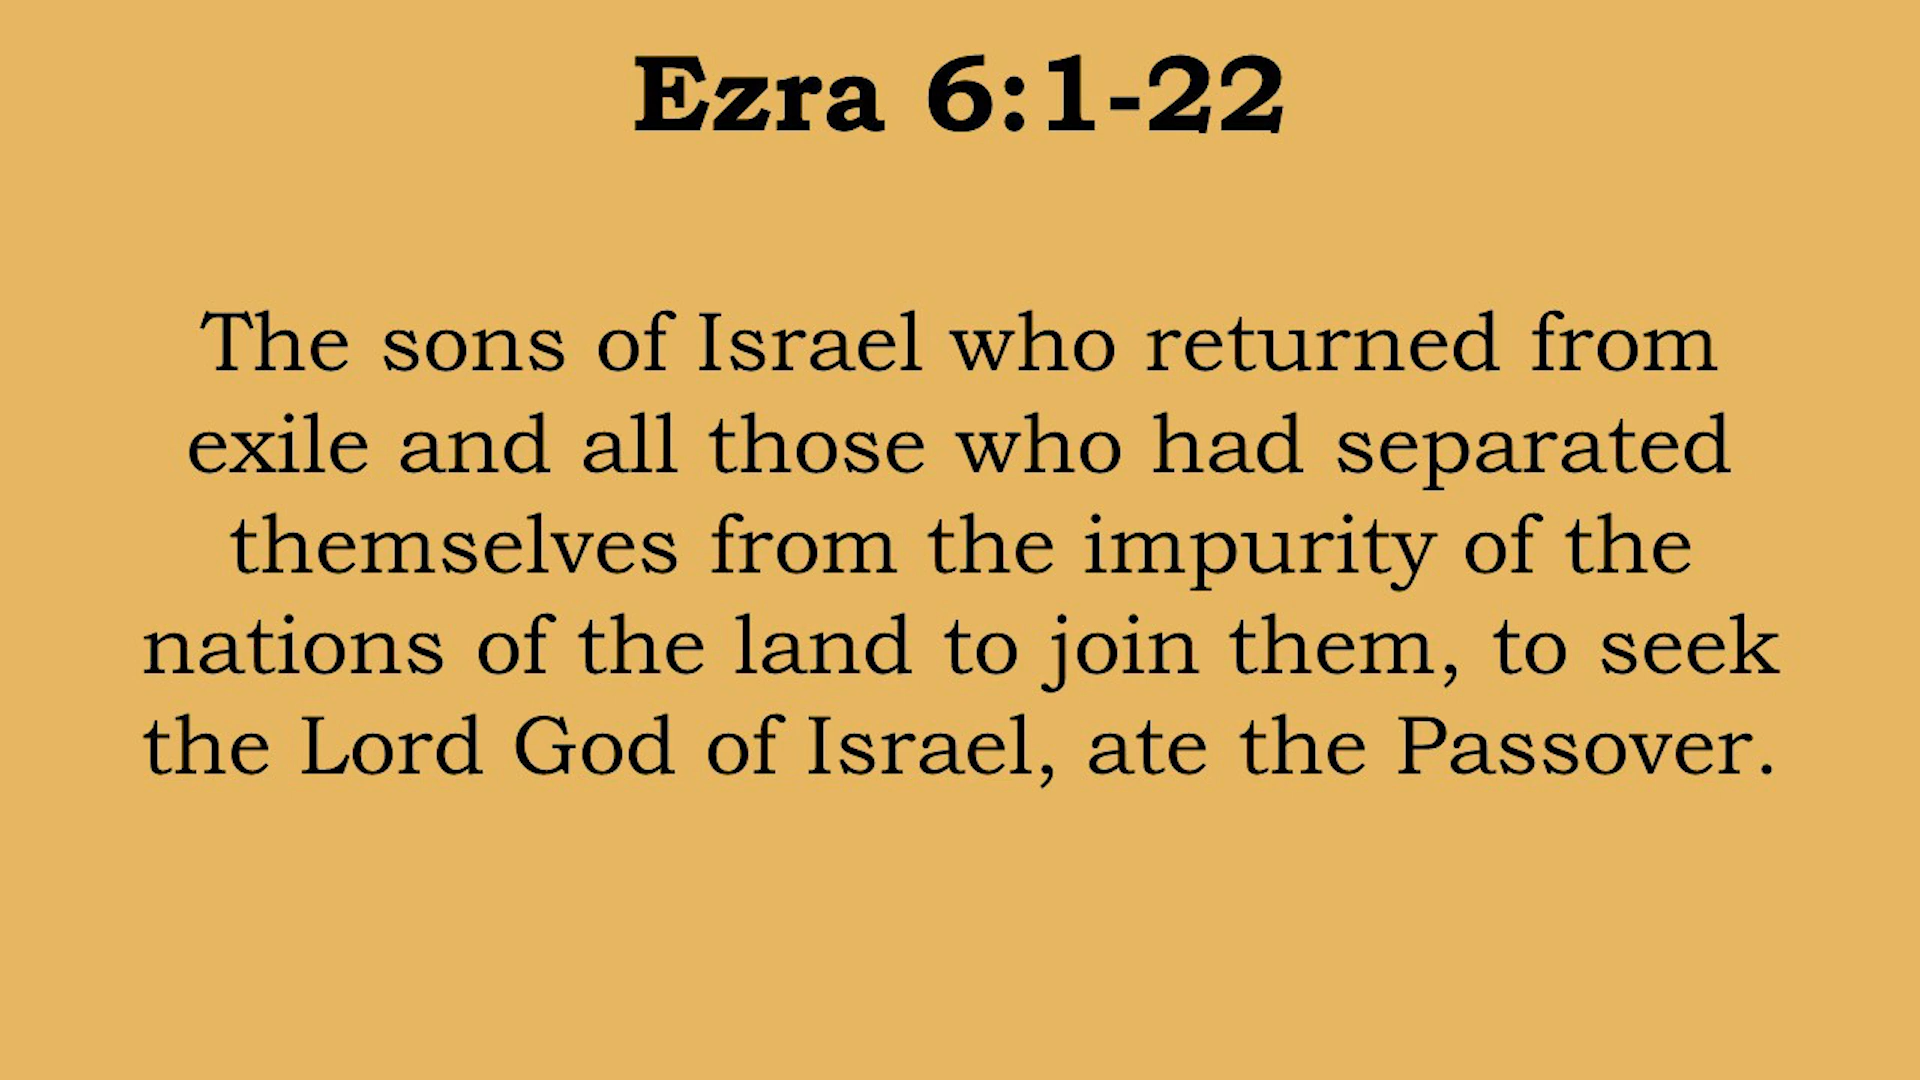 Ezra 6:1-22
The sons of Israel who returned from
exile and all those who had separated
themselves from the impurity of the
nations of the land to join them, to seek
the Lord God of Israel, ate the Passover.